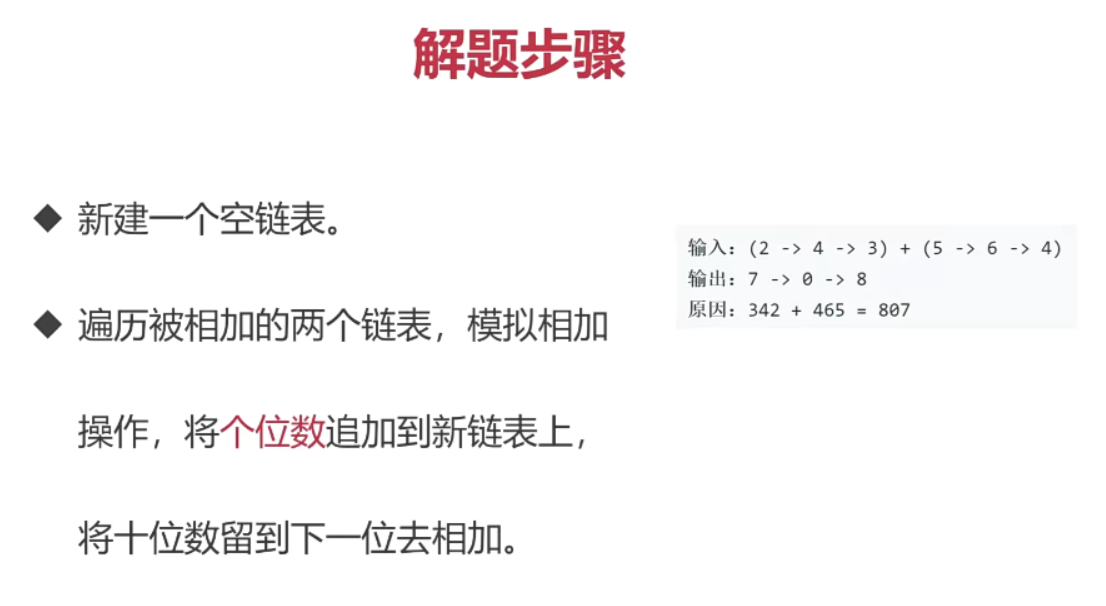 解题步骤
◆ 新建一个空链表。
◆ 遍历被相加的两个链表，模拟相加
操作，将个位数追加到新链表上，
将十位数留到下一位去相加。
输入：(2 -> 4 -> 3) + (5 -> 6 -> 4)
输出：7 -> 0 -> 8
原因：342 + 465 = 807